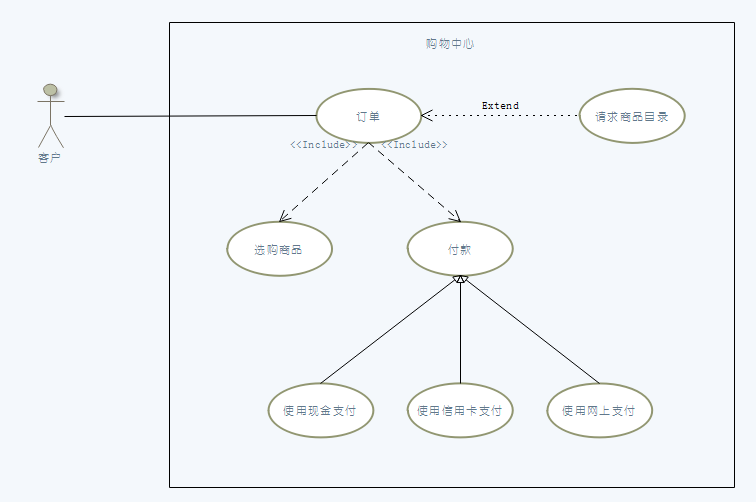 购物中心
订单
Extend
请求商品目录
客户
<<Include>>
<<Include>>
选购商品
付款
使用现金支付
使用信用卡支付
使用网上支付